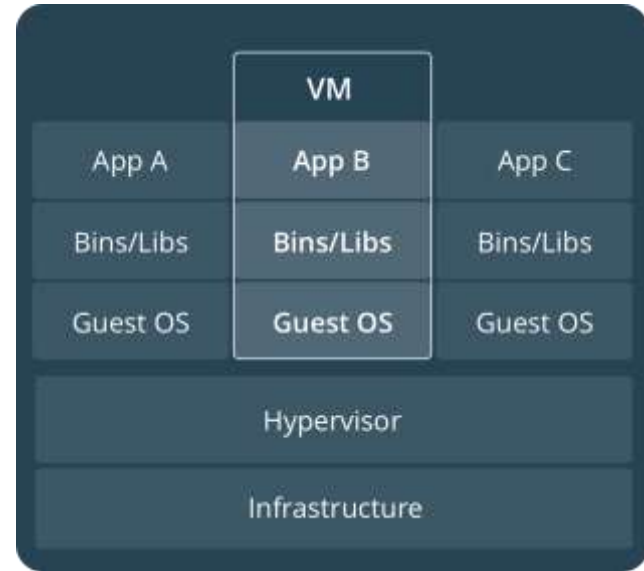 VM
App A App B App C
Bins/Libs Bins/Libs Bins/Libs
Guest OS Guest OS Guest OS
Hypervisor
Infrastructure